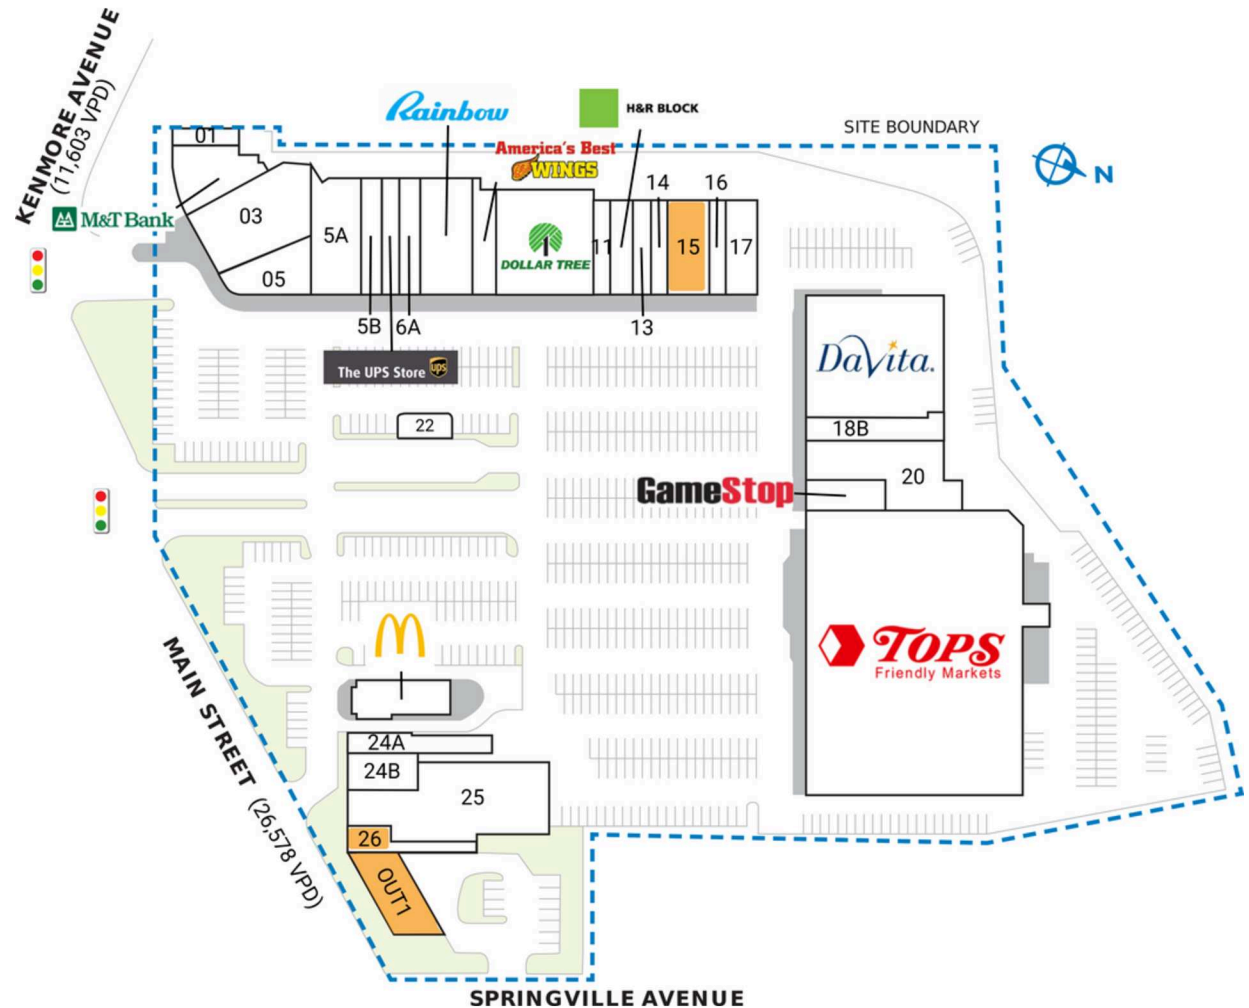 KENMORE AVENUE
(11,603 VPD)
Rainbow
H&R BLOCK
SITE BOUNDARY
America's Best
WINGS
N
01
M&T Bank
03
05
5A
5B
6A
The UPS Store
ups
DOLLAR TREE
11
13
14
15
16
17
22
DaVita.
18B
20
GameStop
TOPS
Friendly Markets
MAIN STREET (26,578 VPD)
24A
24B
25
26
OUT1
SPRINGVILLE AVENUE